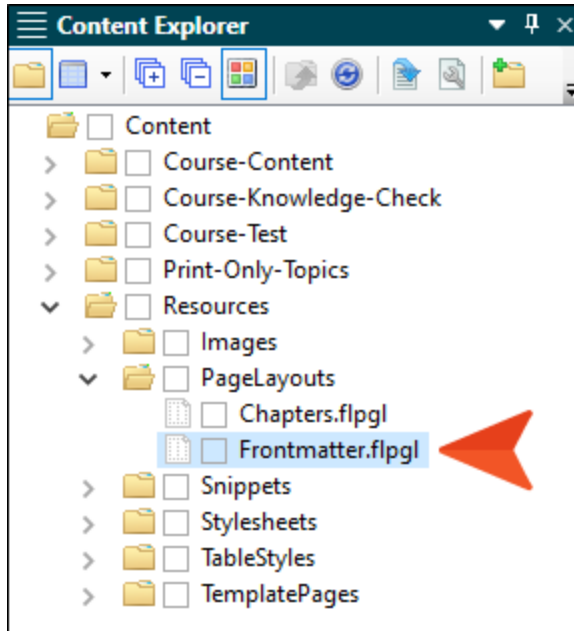 Content Explorer
Content
Course-Content
Course-Knowledge-Check
Course-Test
Print-Only-Topics
Resources
Images
PageLayouts
Chapters.flpgl
Frontmatter.flpgl
Snippets
Stylesheets
TableStyles
TemplatePages